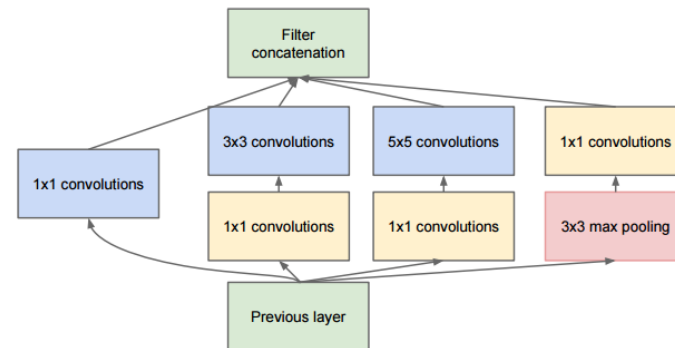 Filter
concatenation
3x3 convolutions
5x5 convolutions
1x1 convolutions
1x1 convolutions
1x1 convolutions
1x1 convolutions
3x3 max pooling
Previous layer